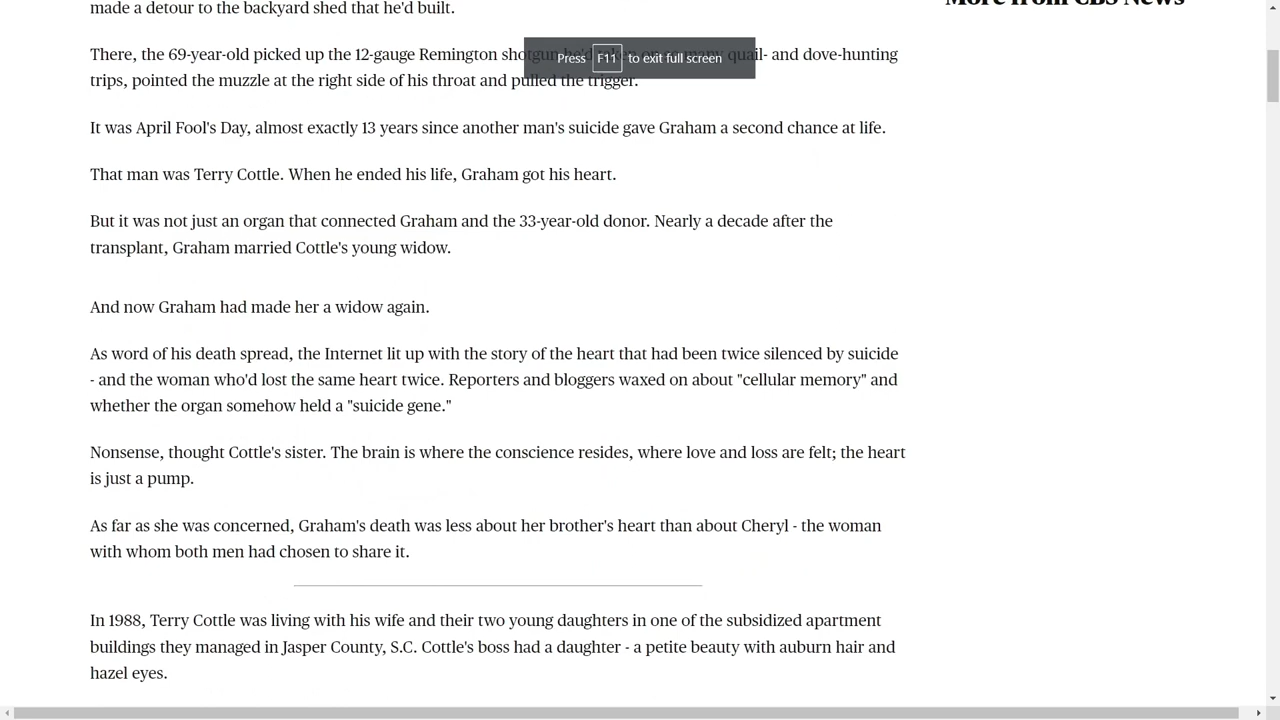 made a detour to the backyard shed that he'd built.
More from CBS News
There, the 69-year-old picked up the 12-gauge Remington shotgun he'd taken on so many quail- and dove-hunting
Press F11 to exit full screen
trips, pointed the muzzle at the right side of his throat and pulled the trigger.
It was April Fool's Day, almost exactly 13 years since another man's suicide gave Graham a second chance at life.
That man was Terry Cottle. When he ended his life, Graham got his heart.
But it was not just an organ that connected Graham and the 33-year-old donor. Nearly a decade after the
transplant, Graham married Cottle's young widow.
And now Graham had made her a widow again.
As word of his death spread, the Internet lit up with the story of the heart that had been twice silenced by suicide
- and the woman who'd lost the same heart twice. Reporters and bloggers waxed on about "cellular memory" and
whether the organ somehow held a "suicide gene."
Nonsense, thought Cottle's sister. The brain is where the conscience resides, where love and loss are felt; the heart
is just a pump.
As far as she was concerned, Graham's death was less about her brother's heart than about Cheryl - the woman
with whom both men had chosen to share it.
In 1988, Terry Cottle was living with his wife and their two young daughters in one of the subsidized apartment
buildings they managed in Jasper County, S.C. Cottle's boss had a daughter - a petite beauty with auburn hair and
hazel eyes.